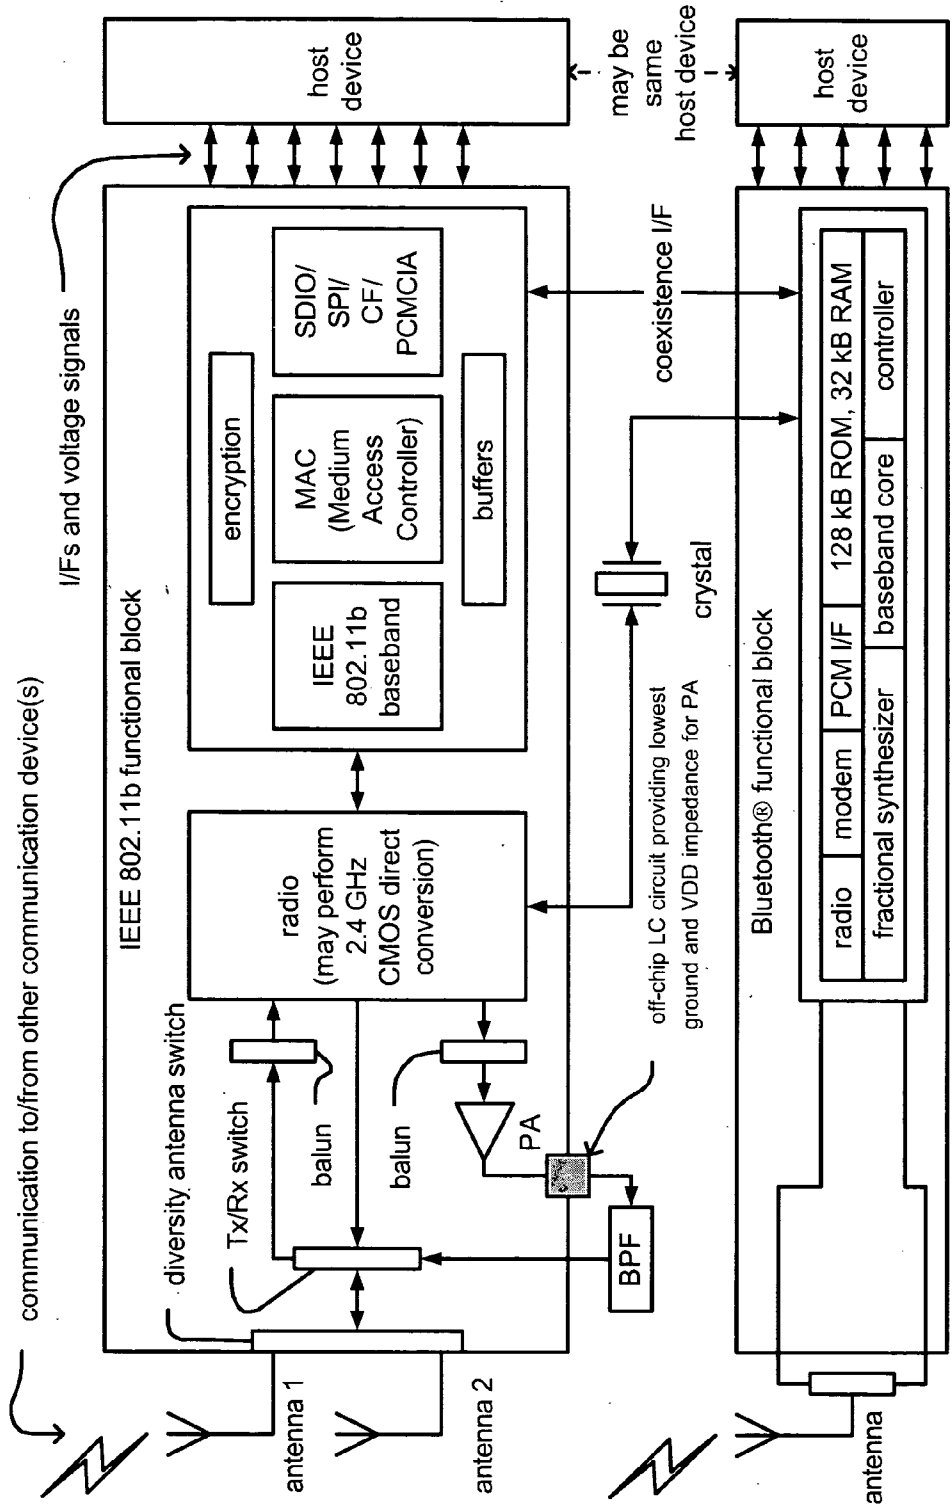 communication to/from other communication device(s)
I/Fs and voltage signals
IEEE 802.11b functional block
diversity antenna switch
Tx/Rx switch
antenna 1
antenna 2
balun
balun
PA
BPF
radio
(may perform
2.4 GHz
CMOS direct
conversion)
encryption
IEEE
802.11b
baseband
MAC
(Medium
Access
Controller)
SDIO/
SPI/
CF/
PCMCIA
buffers
host
device
may be
same
host device
coexistence I/F
crystal
off-chip LC circuit providing lowest
ground and VDD impedance for PA
Bluetooth® functional block
radio
modem
PCM I/F
128 kB ROM, 32 kB RAM
fractional synthesizer
baseband core
controller
host
device
antenna